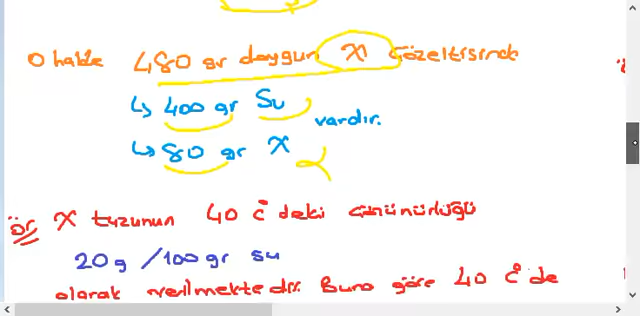 O halde 480 gr doygun X çözeltisinde
↳ 400 gr Su
vardır.
↳ 80 gr X
Ör X tuzunun 40 C° deki çözünürlüğü
20g /100 gr su
olarak verilmektedir. Buna göre 40 C° de